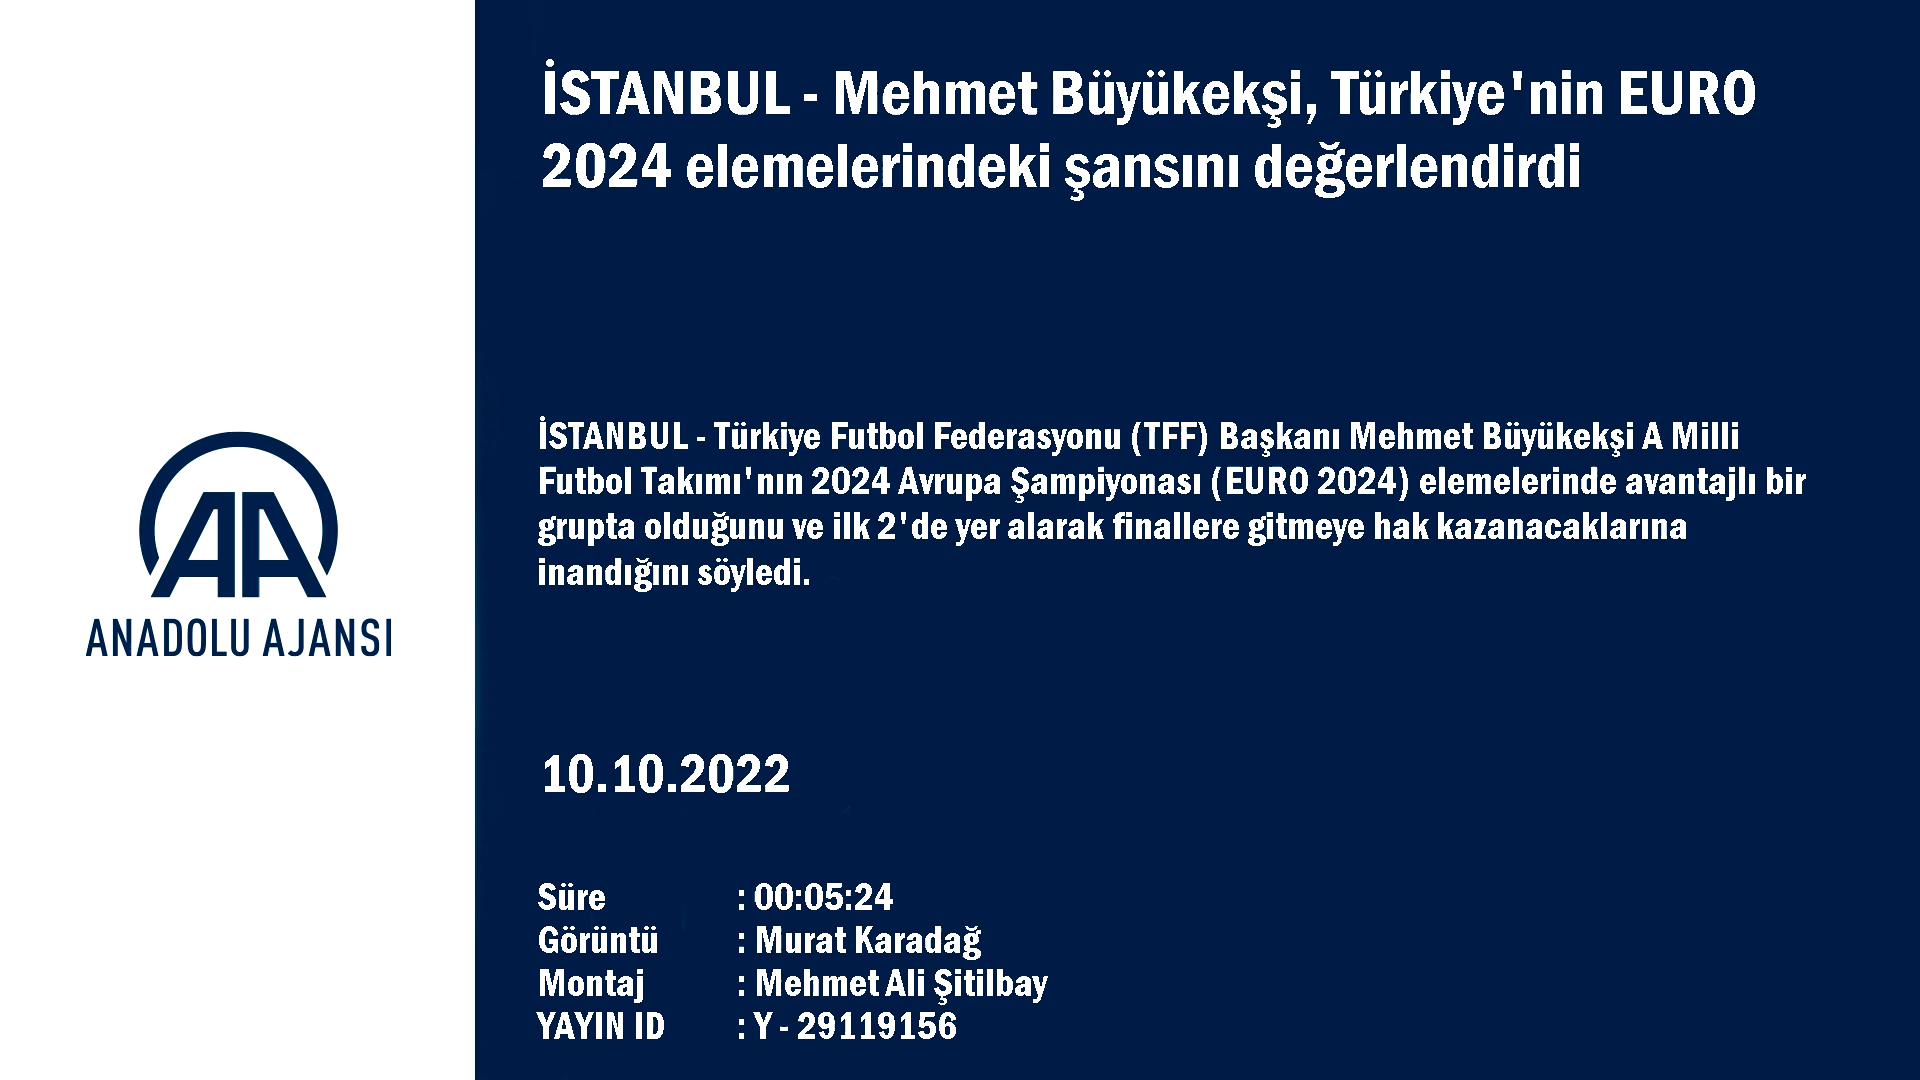 İSTANBUL - Mehmet Büyükekşi, Türkiye'nin EURO
2024 elemelerindeki şansını değerlendirdi
İSTANBUL - Türkiye Futbol Federasyonu (TFF) Başkanı Mehmet Büyükekşi A Milli
Futbol Takımı'nın 2024 Avrupa Şampiyonası (EURO 2024) elemelerinde avantajlı bir
grupta olduğunu ve ilk 2'de yer alarak finallere gitmeye hak kazanacaklarına
inandığını söyledi.
AA
ANADOLU AJANSI
10.10.2022
Süre : 00:05:24
Görüntü : Murat Karadağ
Montaj : Mehmet Ali Şitilbay
YAYIN ID : Y - 29119156